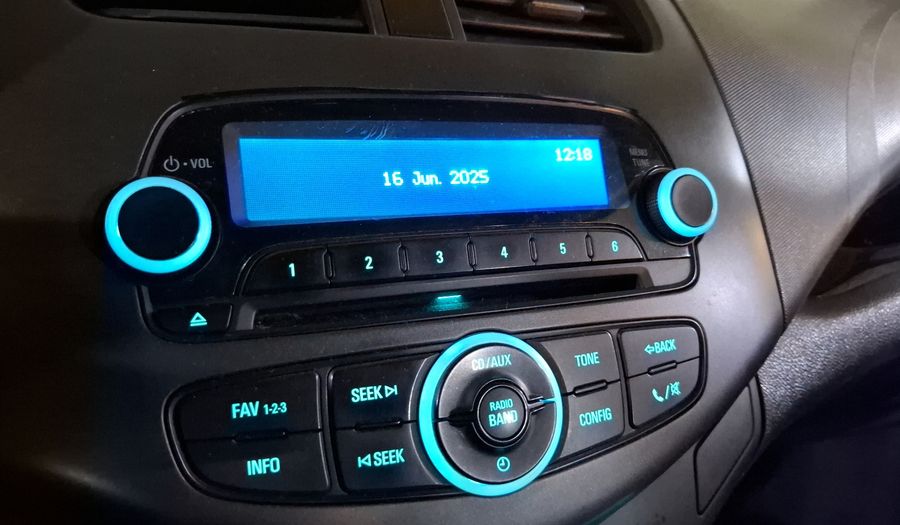 VOL
12:18
MENU
TUNE
16 Jun. 2025
1 2 3 4 5 6
CD/AUX
TONE
BACK
SEEK
FAV 1-2-3
RADIO
BAND
CONFIG
INFO
SEEK